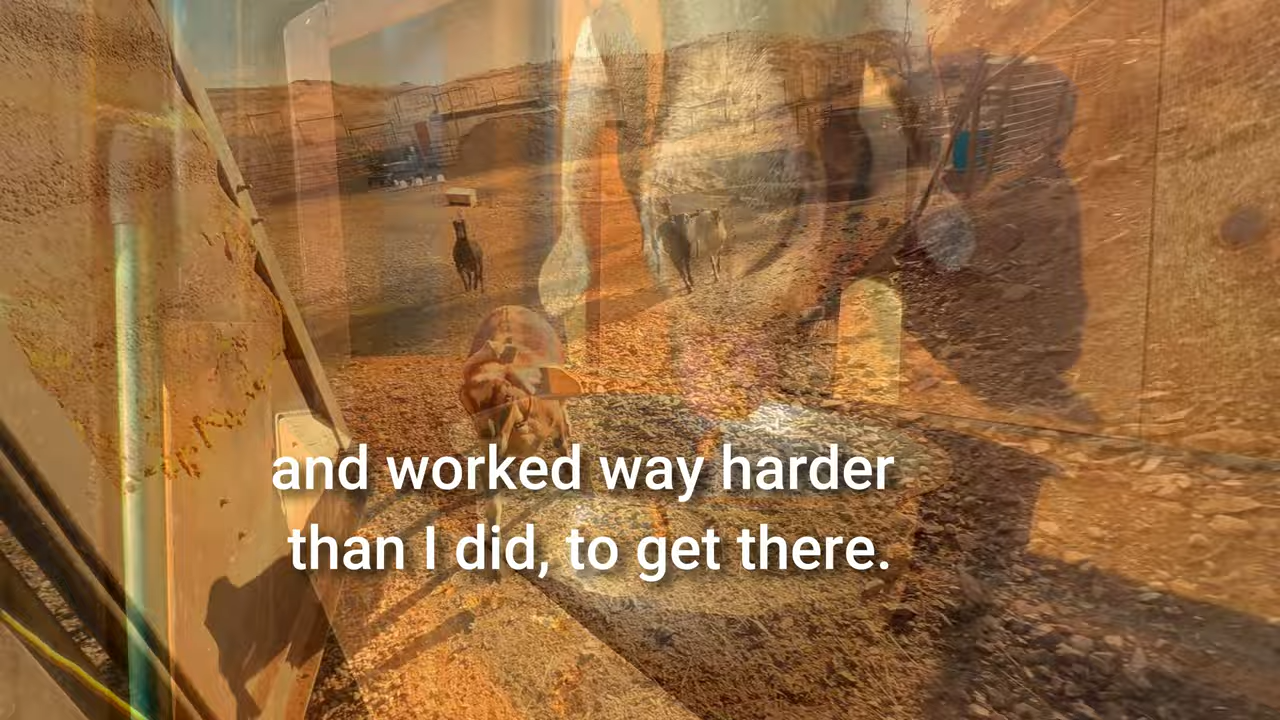 and worked way harder
than I did, to get there.